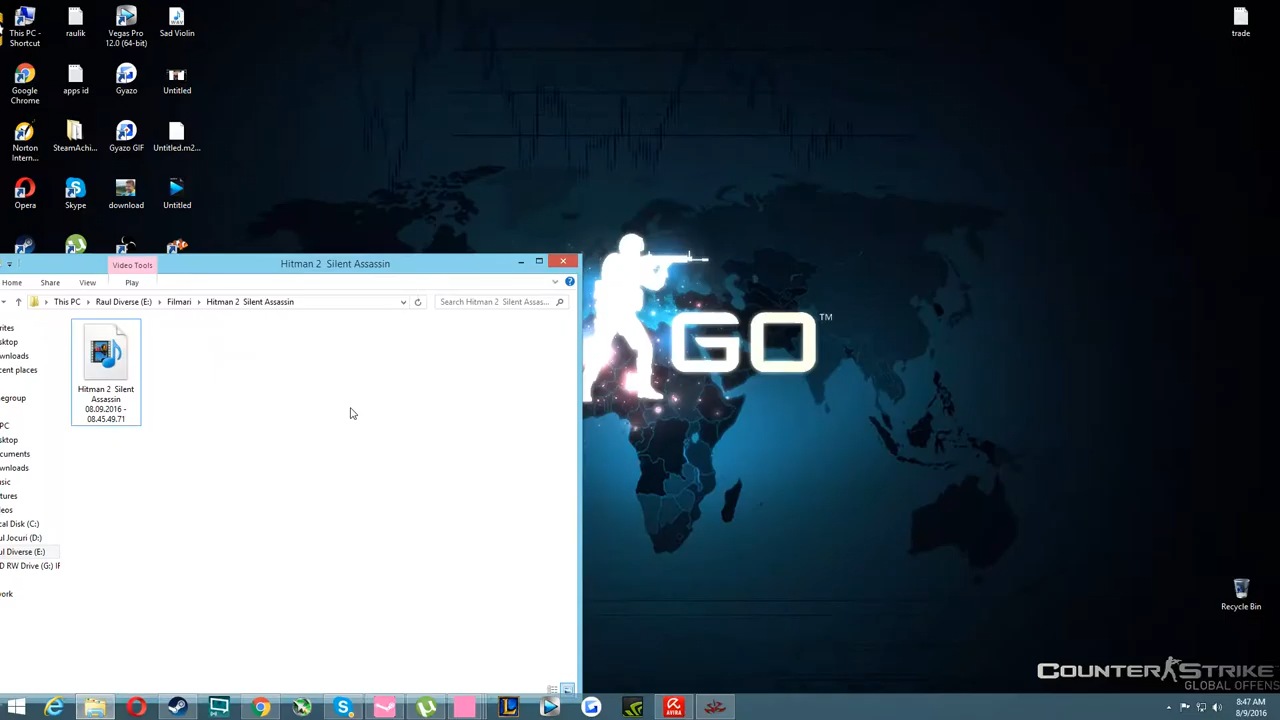 This PC -
Shortcut
raulik
Vegas Pro
12.0 (64-bit)
Sad Violin
trade
Google
Chrome
apps id
Gyazo
Untitled
Norton
Intern...
SteamAchi...
Gyazo GIF
Untitled.m2...
Opera
Skype
download
Untitled
Video Tools
Hitman 2 Silent Assassin
Home
Share
View
Play
This PC
Raul Diverse (E:)
Filmari
Hitman 2 Silent Assassin
Search Hitman 2 Silent Assas...
rites
sktop
wnloads
cent places
egroup
PC
sktop
cuments
wnloads
sic
tures
eos
cal Disk (C:)
ul Jocuri (D:)
ul Diverse (E:)
D RW Drive (G:) IF
work
Hitman 2 Silent
Assassin
08.09.2016 -
08.45.49.71
GO™
Recycle Bin
COUNTER STRIKE
GLOBAL OFFENS
AVIRA
8:47 AM
8/9/2016